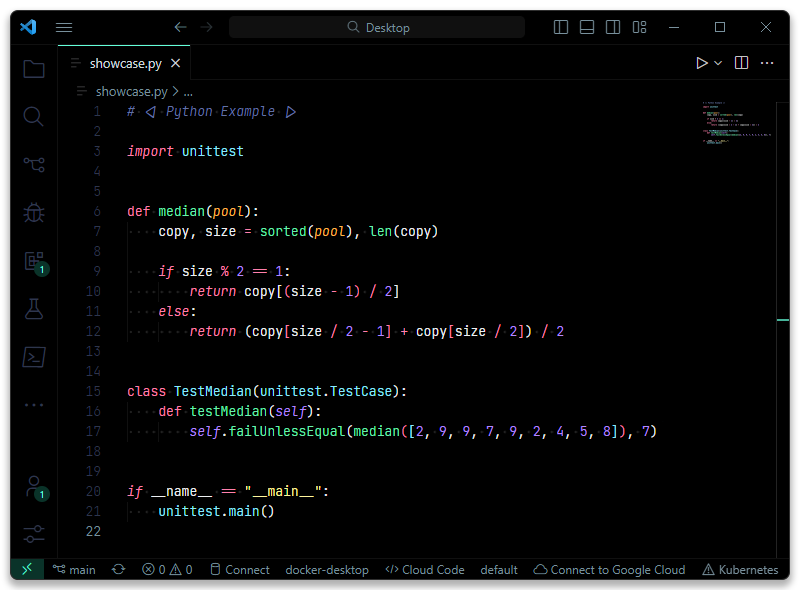 Desktop
showcase.py
showcase.py > ...
1 # ◁ Python Example ▷
2
3 import unittest
4
5
6 def median(pool):
7 copy, size = sorted(pool), len(copy)
8
9 if size % 2 == 1:
10 return copy[(size - 1) / 2]
11 else:
12 return (copy[size / 2 - 1] + copy[size / 2]) / 2
13
14
15 class TestMedian(unittest.TestCase):
16 def testMedian(self):
17 self.failUnlessEqual(median([2, 9, 9, 7, 9, 2, 4, 5, 8]), 7)
18
19
20 if __name__ == "__main__":
21 unittest.main()
22
1
1
main 0 0 Connect docker-desktop Cloud Code default Connect to Google Cloud Kubernetes